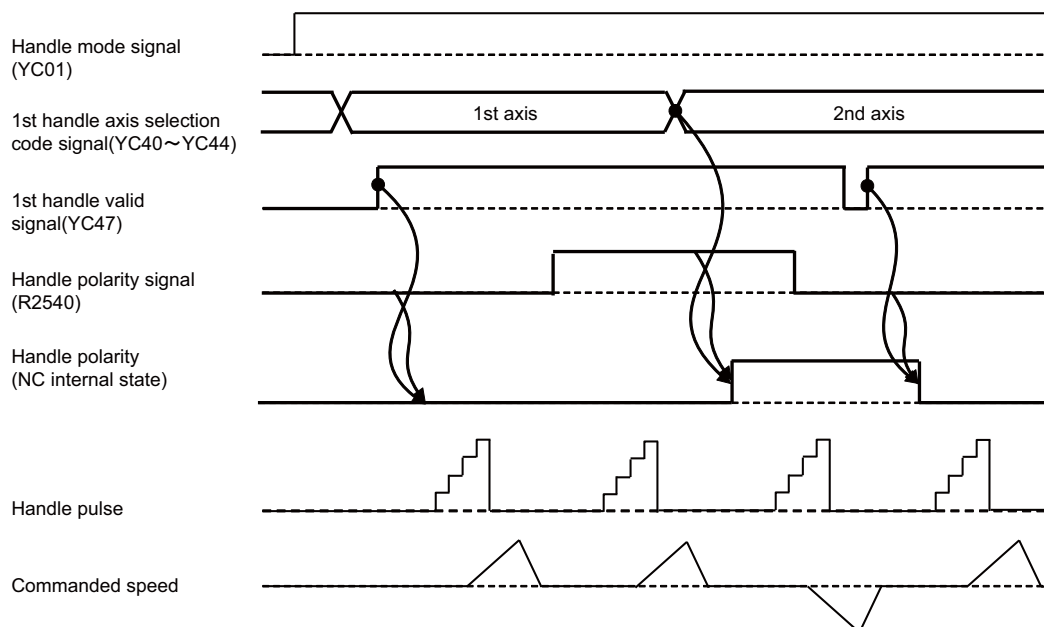 Handle mode signal
(YC01)
1st handle axis selection
code signal(YC40～YC44)
1st axis
2nd axis
1st handle valid
signal(YC47)
Handle polarity signal
(R2540)
Handle polarity
(NC internal state)
Handle pulse
Commanded speed